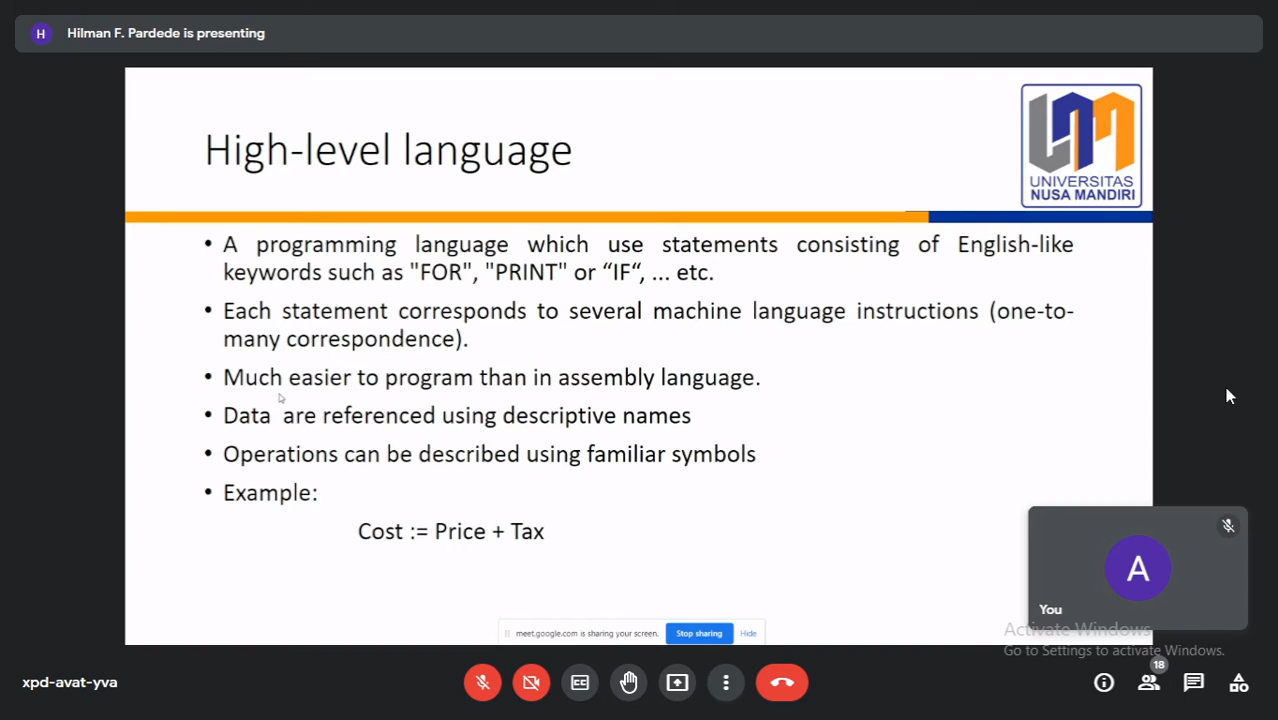 H
Hilman F. Pardede is presenting
High-level language
UNIVERSITAS
NUSA MANDIRI
• A programming language which use statements consisting of English-like
keywords such as "FOR", "PRINT" or “IF“, ... etc.
• Each statement corresponds to several machine language instructions (one-to-
many correspondence).
• Much easier to program than in assembly language.
• Data  are referenced using descriptive names
• Operations can be described using familiar symbols
• Example:
Cost := Price + Tax
A
You
Activate Windows
Go to Settings to activate Windows.
meet.google.com is sharing your screen.
Stop sharing
Hide
xpd-avat-yva
CC
18